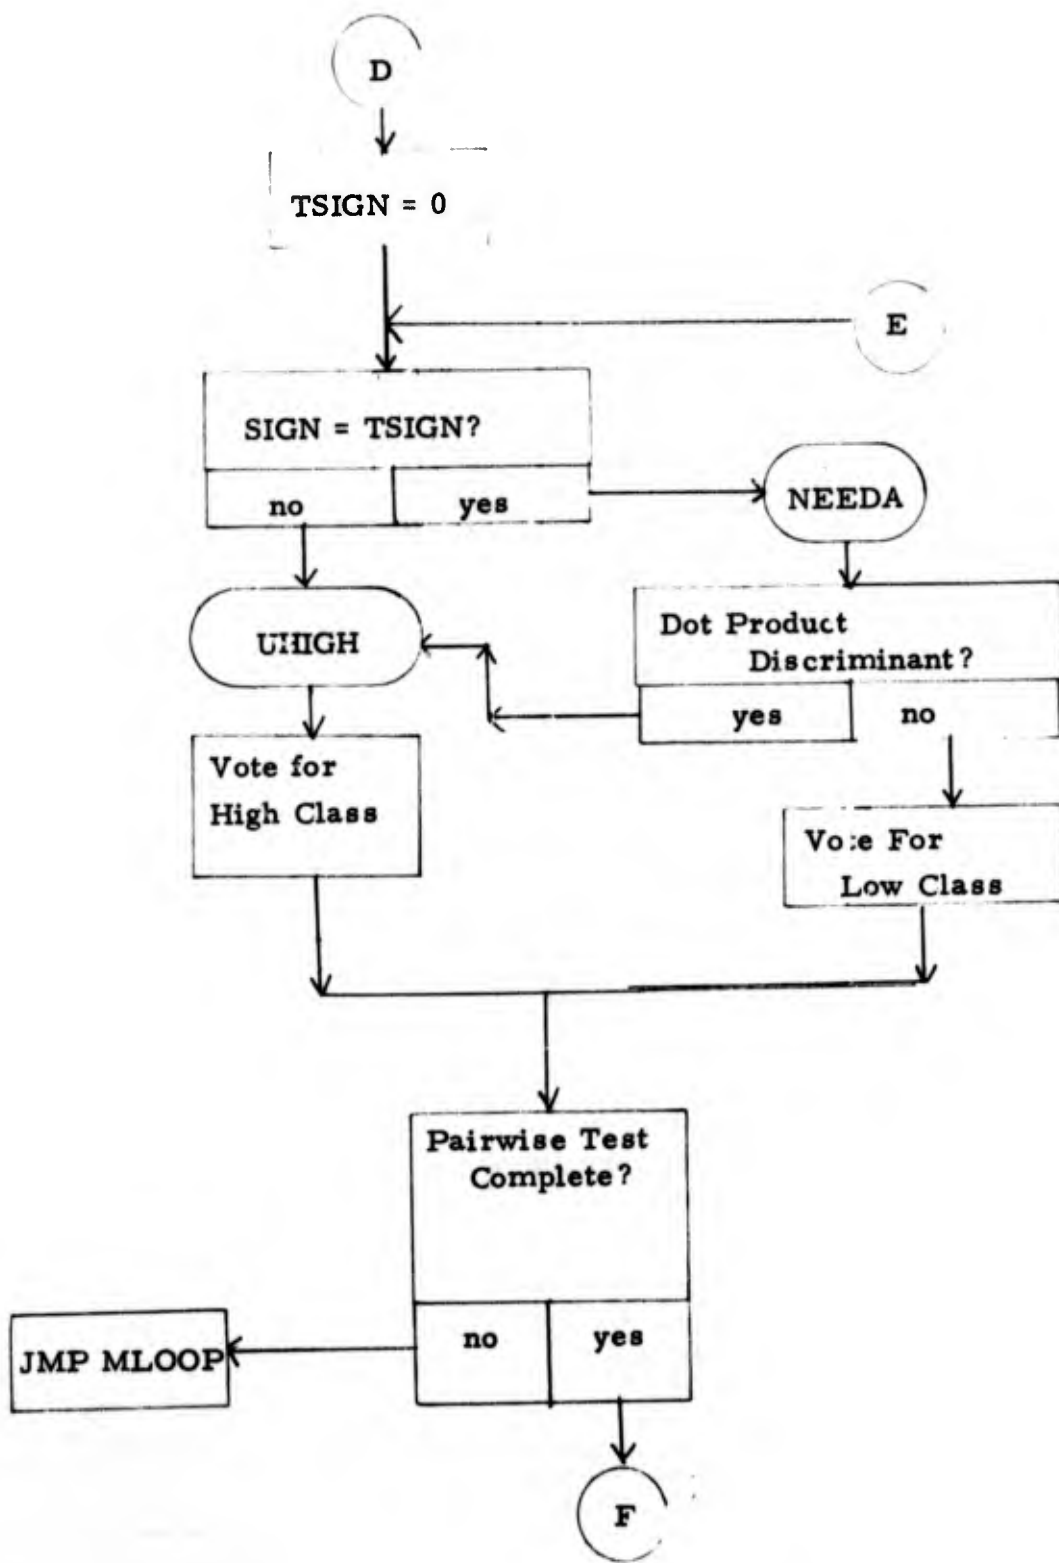 D
TSIGN = 0
E
SIGN = TSIGN?
no yes
NEEDA
Dot Product
Discriminant?
yes no
UHIGH
Vote for
High Class
Vote For
Low Class
Pairwise Test
Complete?
no yes
JMP MLOOP
F